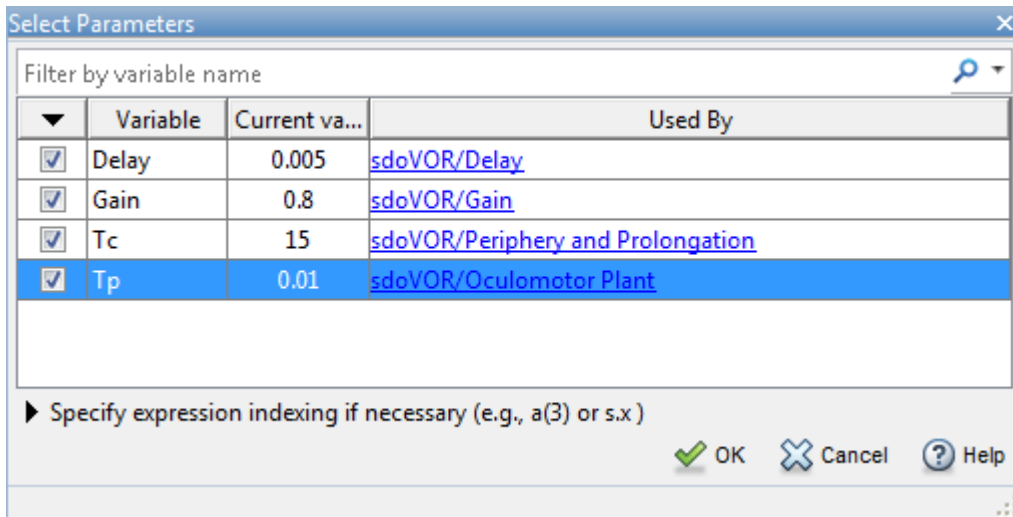 Select Parameters
Filter by variable name
Variable Current va... Used By
Delay 0.005 sdoVOR/Delay
Gain 0.8 sdoVOR/Gain
Tc 15 sdoVOR/Periphery and Prolongation
Tp 0.01 sdoVOR/Oculomotor Plant
Specify expression indexing if necessary (e.g., a(3) or s.x )
OK Cancel Help